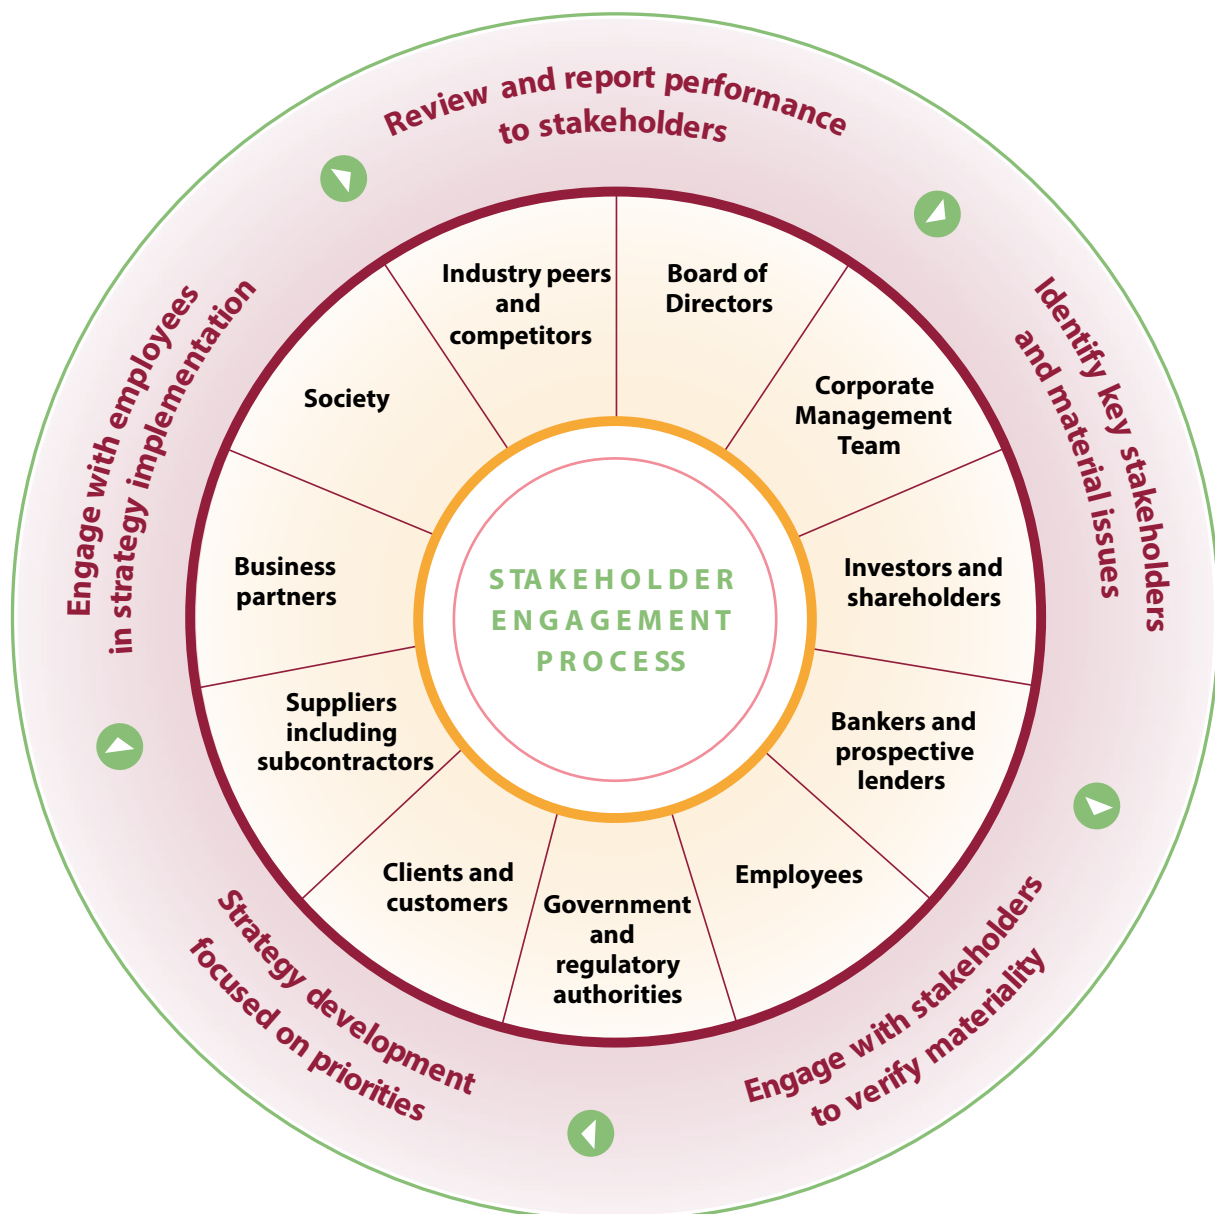 Review and report performance
to stakeholders
Identify key stakeholders
and material issues
Engage with stakeholders
to verify materiality
Strategy development
focused on priorities
Engage with employees
in strategy implementation
Board of
Directors
Corporate
Management
Team
Investors and
shareholders
Bankers and
prospective
lenders
Employees
Government
and
regulatory
authorities
Clients and
customers
Suppliers
including
subcontractors
Business
partners
Society
Industry peers
and
competitors
STAKEHOLDER
ENGAGEMENT
PROCESS